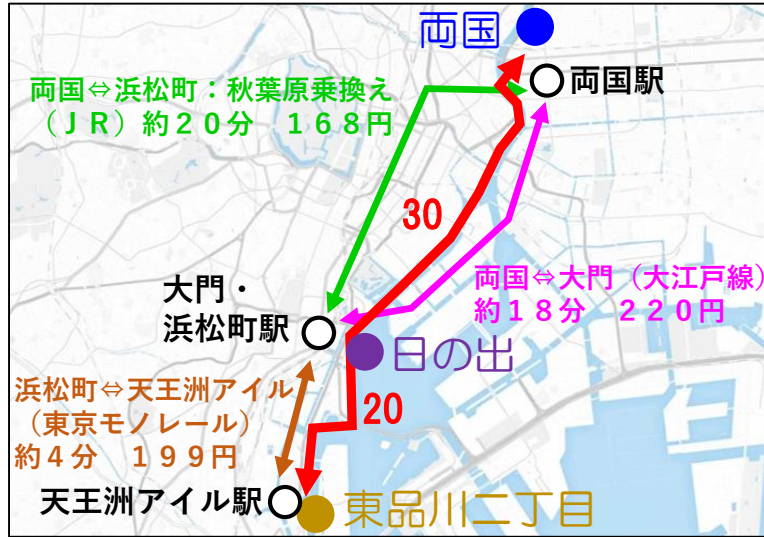 両国
両国駅
両国⇔浜松町：秋葉原乗換え
（ＪＲ）約２０分　１６８円
30
両国⇔大門（大江戸線）
約１８分　２２０円
大門・
浜松町駅
日の出
浜松町⇔天王洲アイル
（東京モノレール）
約４分　１９９円
20
天王洲アイル駅
東品川二丁目